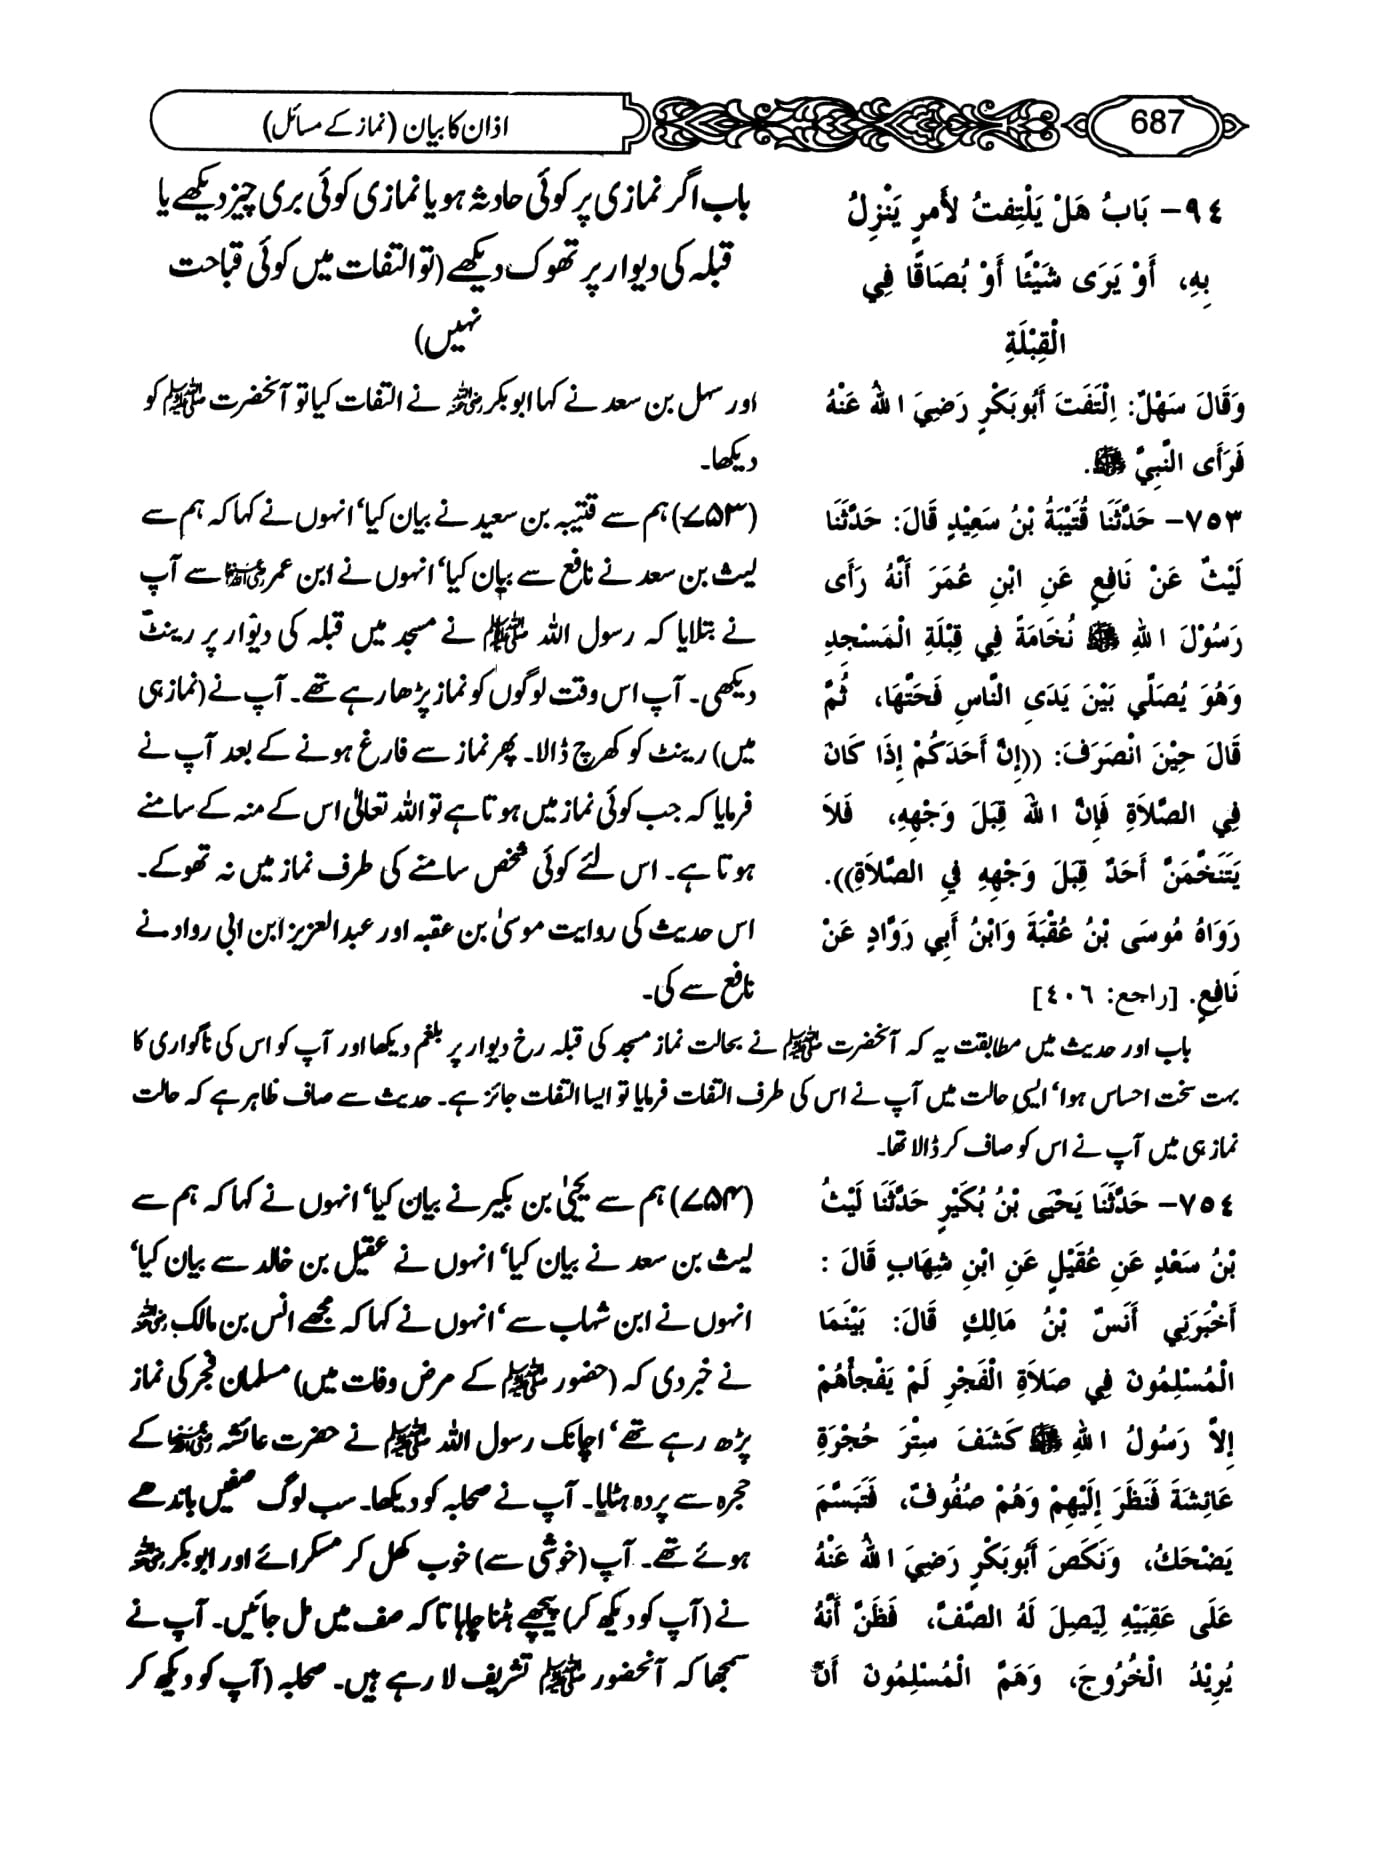 687
اذان کا بیان (نماز کے مسائل)
٩٤- بَابُ هَلْ يَلْتَفِتُ لأَمرٍ يَنْزِلُ
بِهِ، أَوْ يَرَى شَيْئًا أَوْ بُصَاقًا فِي
الْقِبْلَةِ
وَقَالَ سَهْلٌ: اِلْتَفَتَ أَبُوبَكْرٍ رَضِيَ اللهُ عَنْهُ
فَرَأَى النَّبِيَّ ﷺ.
٧٥٣- حَدَّثَنَا قُتَيْبَةُ بْنُ سَعِيْدٍ قَالَ: حَدَّثَنَا
لَيْثٌ عَنْ نَافِعٍ عَنِ ابْنِ عُمَرَ أَنَّهُ رَأَى
رَسُوْلَ اللهِ ﷺ نُخَامَةً فِي قِبْلَةِ الْمَسْجِدِ
وَهُوَ يُصَلِّي بَيْنَ يَدَيِ النَّاسِ فَحَتَّهَا، ثُمَّ
قَالَ حِيْنَ انْصَرَفَ: ((إِنَّ أَحَدَكُمْ إِذَا كَانَ
فِي الصَّلاَةِ فَإِنَّ اللهَ قِبَلَ وَجْهِهِ، فَلاَ
يَتَنَخَّمَنَّ أَحَدٌ قِبَلَ وَجْهِهِ فِي الصَّلاَةِ)).
رَوَاهُ مُوسَى بْنُ عُقْبَةَ وَابْنُ أَبِي رَوَّادٍ عَنْ
نَافِعٍ. [راجع: ٤٠٦]
باب اگر نمازی پر کوئی حادثہ ہو یا نمازی کوئی بری چیز دیکھے یا
قبلہ کی دیوار پر تھوک دیکھے (تو التفات میں کوئی قباحت
نہیں)
اور سہل بن سعد نے کہا ابوبکر رضی اللہ عنہ نے التفات کیا تو آنحضرت ﷺ کو
دیکھا۔
(۷۵۳) ہم سے قتیبہ بن سعید نے بیان کیا، انہوں نے کہا کہ ہم سے
لیث بن سعد نے نافع سے بیان کیا، انہوں نے ابن عمر رضی اللہ عنہما سے آپ
نے بتلایا کہ رسول اللہ ﷺ نے مسجد میں قبلہ کی دیوار پر رینٹ
دیکھی۔ آپ اس وقت لوگوں کو نماز پڑھا رہے تھے۔ آپ نے (نماز ہی
میں) رینٹ کو کھرچ ڈالا۔ پھر نماز سے فارغ ہونے کے بعد آپ نے
فرمایا کہ جب کوئی نماز میں ہوتا ہے تو اللہ تعالیٰ اس کے منہ کے سامنے
ہوتا ہے۔ اس لئے کوئی شخص سامنے کی طرف نماز میں نہ تھوکے۔
اس حدیث کی روایت موسیٰ بن عقبہ اور عبدالعزیز ابن ابی رواد نے
نافع سے کی۔
باب اور حدیث میں مطابقت یہ کہ آنحضرت ﷺ نے بحالت نماز مسجد کی قبلہ رخ دیوار پر بلغم دیکھا اور آپ کو اس کی ناگواری کا
بہت سخت احساس ہوا، ایسی حالت میں آپ نے اس کی طرف التفات فرمایا تو ایسا التفات جائز ہے۔ حدیث سے صاف ظاہر ہے کہ حالت
نماز ہی میں آپ نے اس کو صاف کر ڈالا تھا۔
٧٥٤- حَدَّثَنَا يَحْيَى بْنُ بُكَيْرٍ حَدَّثَنَا لَيْثُ
بْنُ سَعْدٍ عَنِ عُقَيْلٍ عَنِ ابْنِ شِهَابٍ قَالَ :
أَخْبَرَنِي أَنَسُ بْنُ مَالِكٍ قَالَ: بَيْنَمَا
الْمُسْلِمُونَ فِي صَلاَةِ الْفَجْرِ لَمْ يَفْجَأْهُمْ
إِلاَّ رَسُولُ اللهِ ﷺ كَشَفَ سِتْرَ حُجْرَةِ
عَائِشَةَ فَنَظَرَ إِلَيْهِمْ وَهُمْ صُفُوفٌ، فَتَبَسَّمَ
يَضْحَكُ، وَنَكَصَ أَبُوبَكْرٍ رَضِيَ اللهُ عَنْهُ
عَلَى عَقِبَيْهِ لِيَصِلَ لَهُ الصَّفَّ، فَظَنَّ أَنَّهُ
يُرِيْدُ الْخُرُوجَ، وَهَمَّ الْمُسْلِمُونَ أَنْ
(۷۵۴) ہم سے یحییٰ بن بکیر نے بیان کیا، انہوں نے کہا کہ ہم سے
لیث بن سعد نے بیان کیا، انہوں نے عقیل بن خالد سے بیان کیا،
انہوں نے ابن شہاب سے، انہوں نے کہا کہ مجھے انس بن مالک رضی اللہ عنہ
نے خبر دی کہ (حضور ﷺ کے مرض وفات میں) مسلمان فجر کی نماز
پڑھ رہے تھے، اچانک رسول اللہ ﷺ نے حضرت عائشہ رضی اللہ عنہا کے
حجرہ سے پردہ ہٹایا۔ آپ نے صحابہ کو دیکھا۔ سب لوگ صفیں باندھے
ہوئے تھے۔ آپ (خوشی سے) خوب کھل کر مسکرائے اور ابوبکر رضی اللہ عنہ
نے (آپ کو دیکھ کر) پیچھے ہٹنا چاہا تاکہ صف میں مل جائیں۔ آپ نے
سمجھا کہ آنحضور ﷺ تشریف لا رہے ہیں۔ صحابہ (آپ کو دیکھ کر